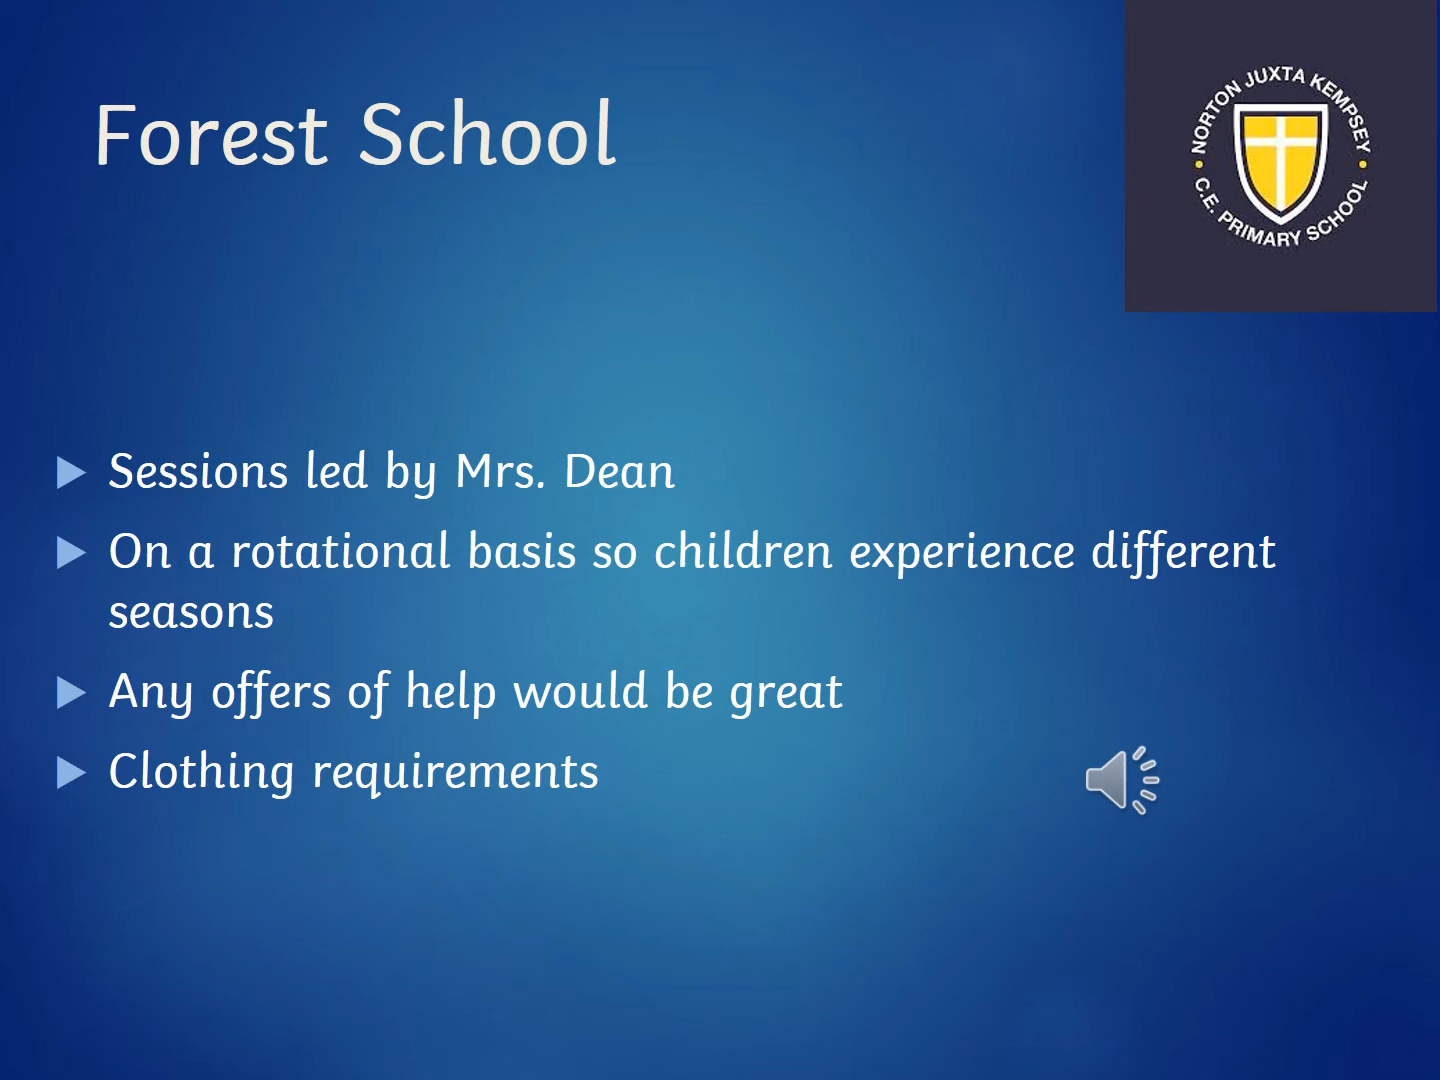 Forest School
NORTON JUXTA KEMPSEY
C.E. PRIMARY SCHOOL
Sessions led by Mrs. Dean
On a rotational basis so children experience different
seasons
Any offers of help would be great
Clothing requirements